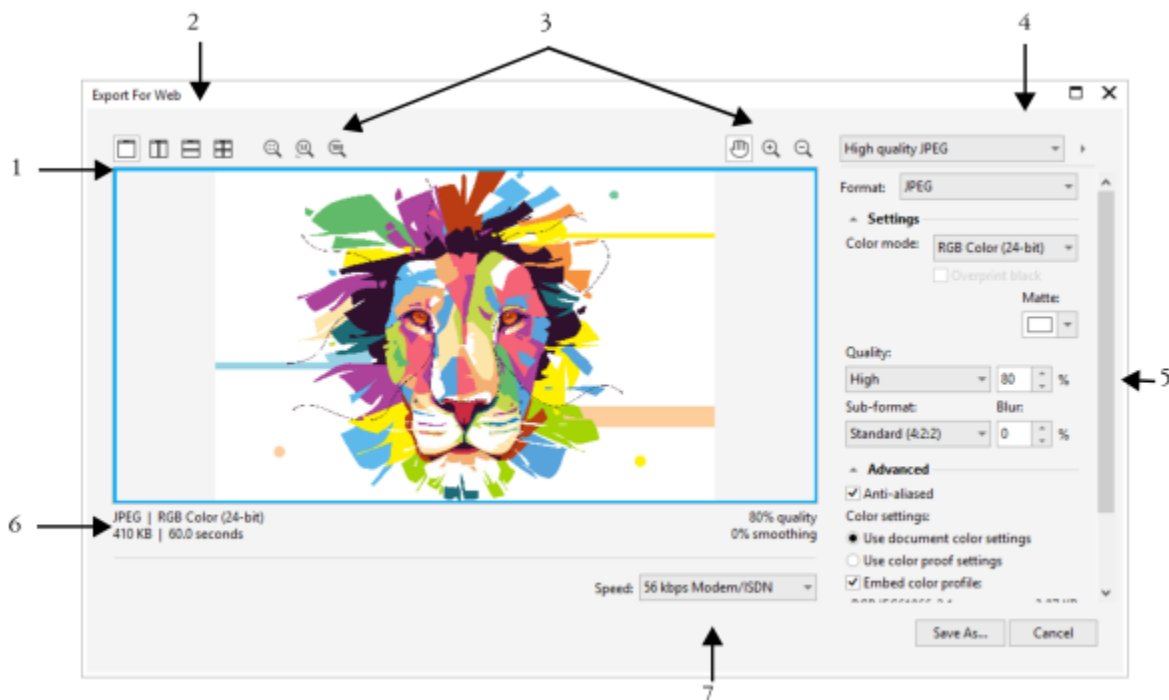 2
3
4
Export For Web
1
High quality JPEG
Format: JPEG
Settings
Color mode: RGB Color (24-bit)
Overprint black
Matte:
Quality:
High 80 %
5
Sub-format: Blur:
Standard (4:2:2) 0 %
Advanced
Anti-aliased
Color settings:
Use document color settings
Use color proof settings
Embed color profile:
6
JPEG | RGB Color (24-bit) 80% quality
410 KB | 60.0 seconds 0% smoothing
Speed: 56 kbps Modem/ISDN
Save As... Cancel
7